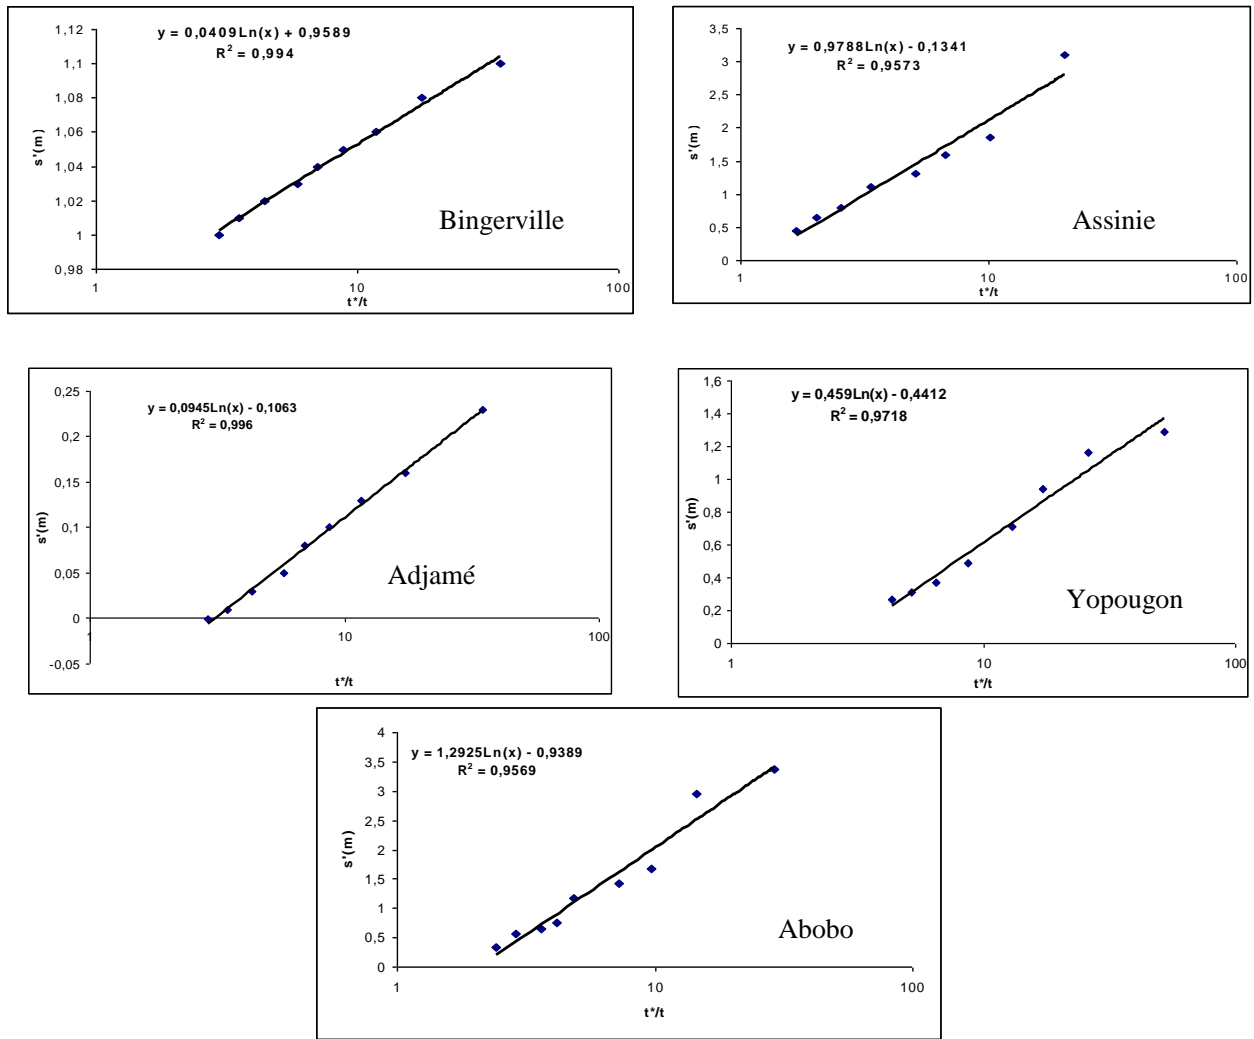 y = 0,0409Ln(x) + 0,9589
R² = 0,994
1,12
1,1
1,08
1,06
1,04
1,02
1
0,98
s'(m)
Bingerville
1 10 100
t*/t
y = 0,9788Ln(x) - 0,1341
R² = 0,9573
3,5
3
2,5
2
1,5
1
0,5
0
s'(m)
Assinie
1 10 100
t*/t
y = 0,0945Ln(x) - 0,1063
R² = 0,996
0,25
0,2
0,15
0,1
0,05
0
-0,05
s'(m)
Adjamé
1 10 100
t*/t
y = 0,459Ln(x) - 0,4412
R² = 0,9718
1,6
1,4
1,2
1
0,8
0,6
0,4
0,2
0
s'(m)
Yopougon
1 10 100
t*/t
y = 1,2925Ln(x) - 0,9389
R² = 0,9569
4
3,5
3
2,5
2
1,5
1
0,5
0
s'(m)
Abobo
1 10 100
t*/t